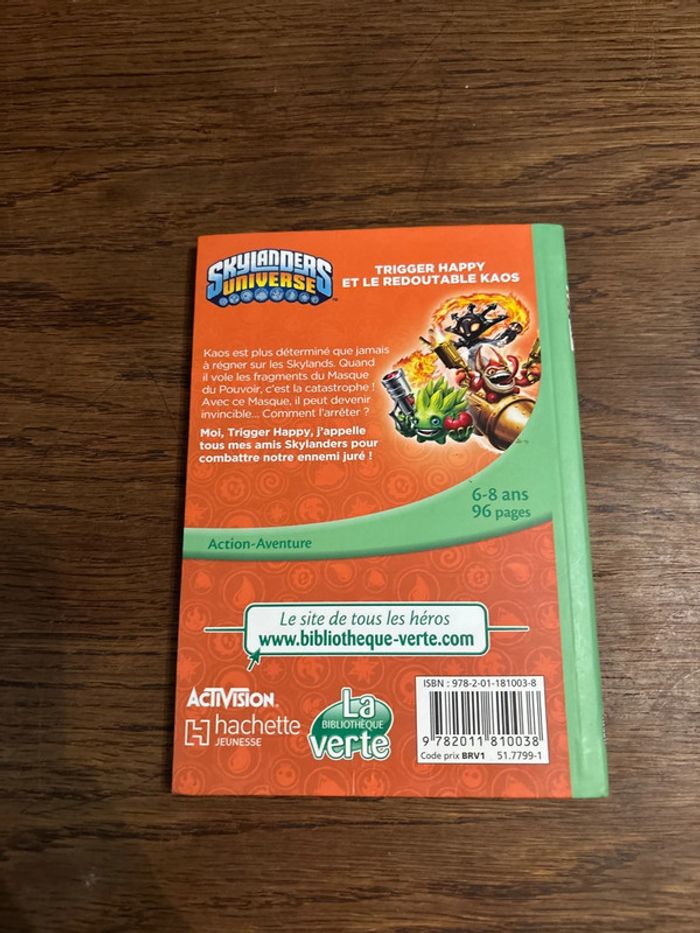 SKYLANDERS
UNIVERSE
TRIGGER HAPPY
ET LE REDOUTABLE KAOS
Kaos est plus déterminé que jamais
à régner sur les Skylands. Quand
il vole les fragments du Masque
du Pouvoir, c'est la catastrophe !
Avec ce Masque, il peut devenir
invincible... Comment l'arrêter ?
Moi, Trigger Happy, j'appelle
tous mes amis Skylanders pour
combattre notre ennemi juré !
6-8 ans
96 pages
Action-Aventure
Le site de tous les héros
www.bibliotheque-verte.com
ACTIVISION
hachette
JEUNESSE
La
BIBLIOTHÈQUE
verte
ISBN : 978-2-01-181003-8
9 782011 810038
Code prix BRV1 51.7799-1